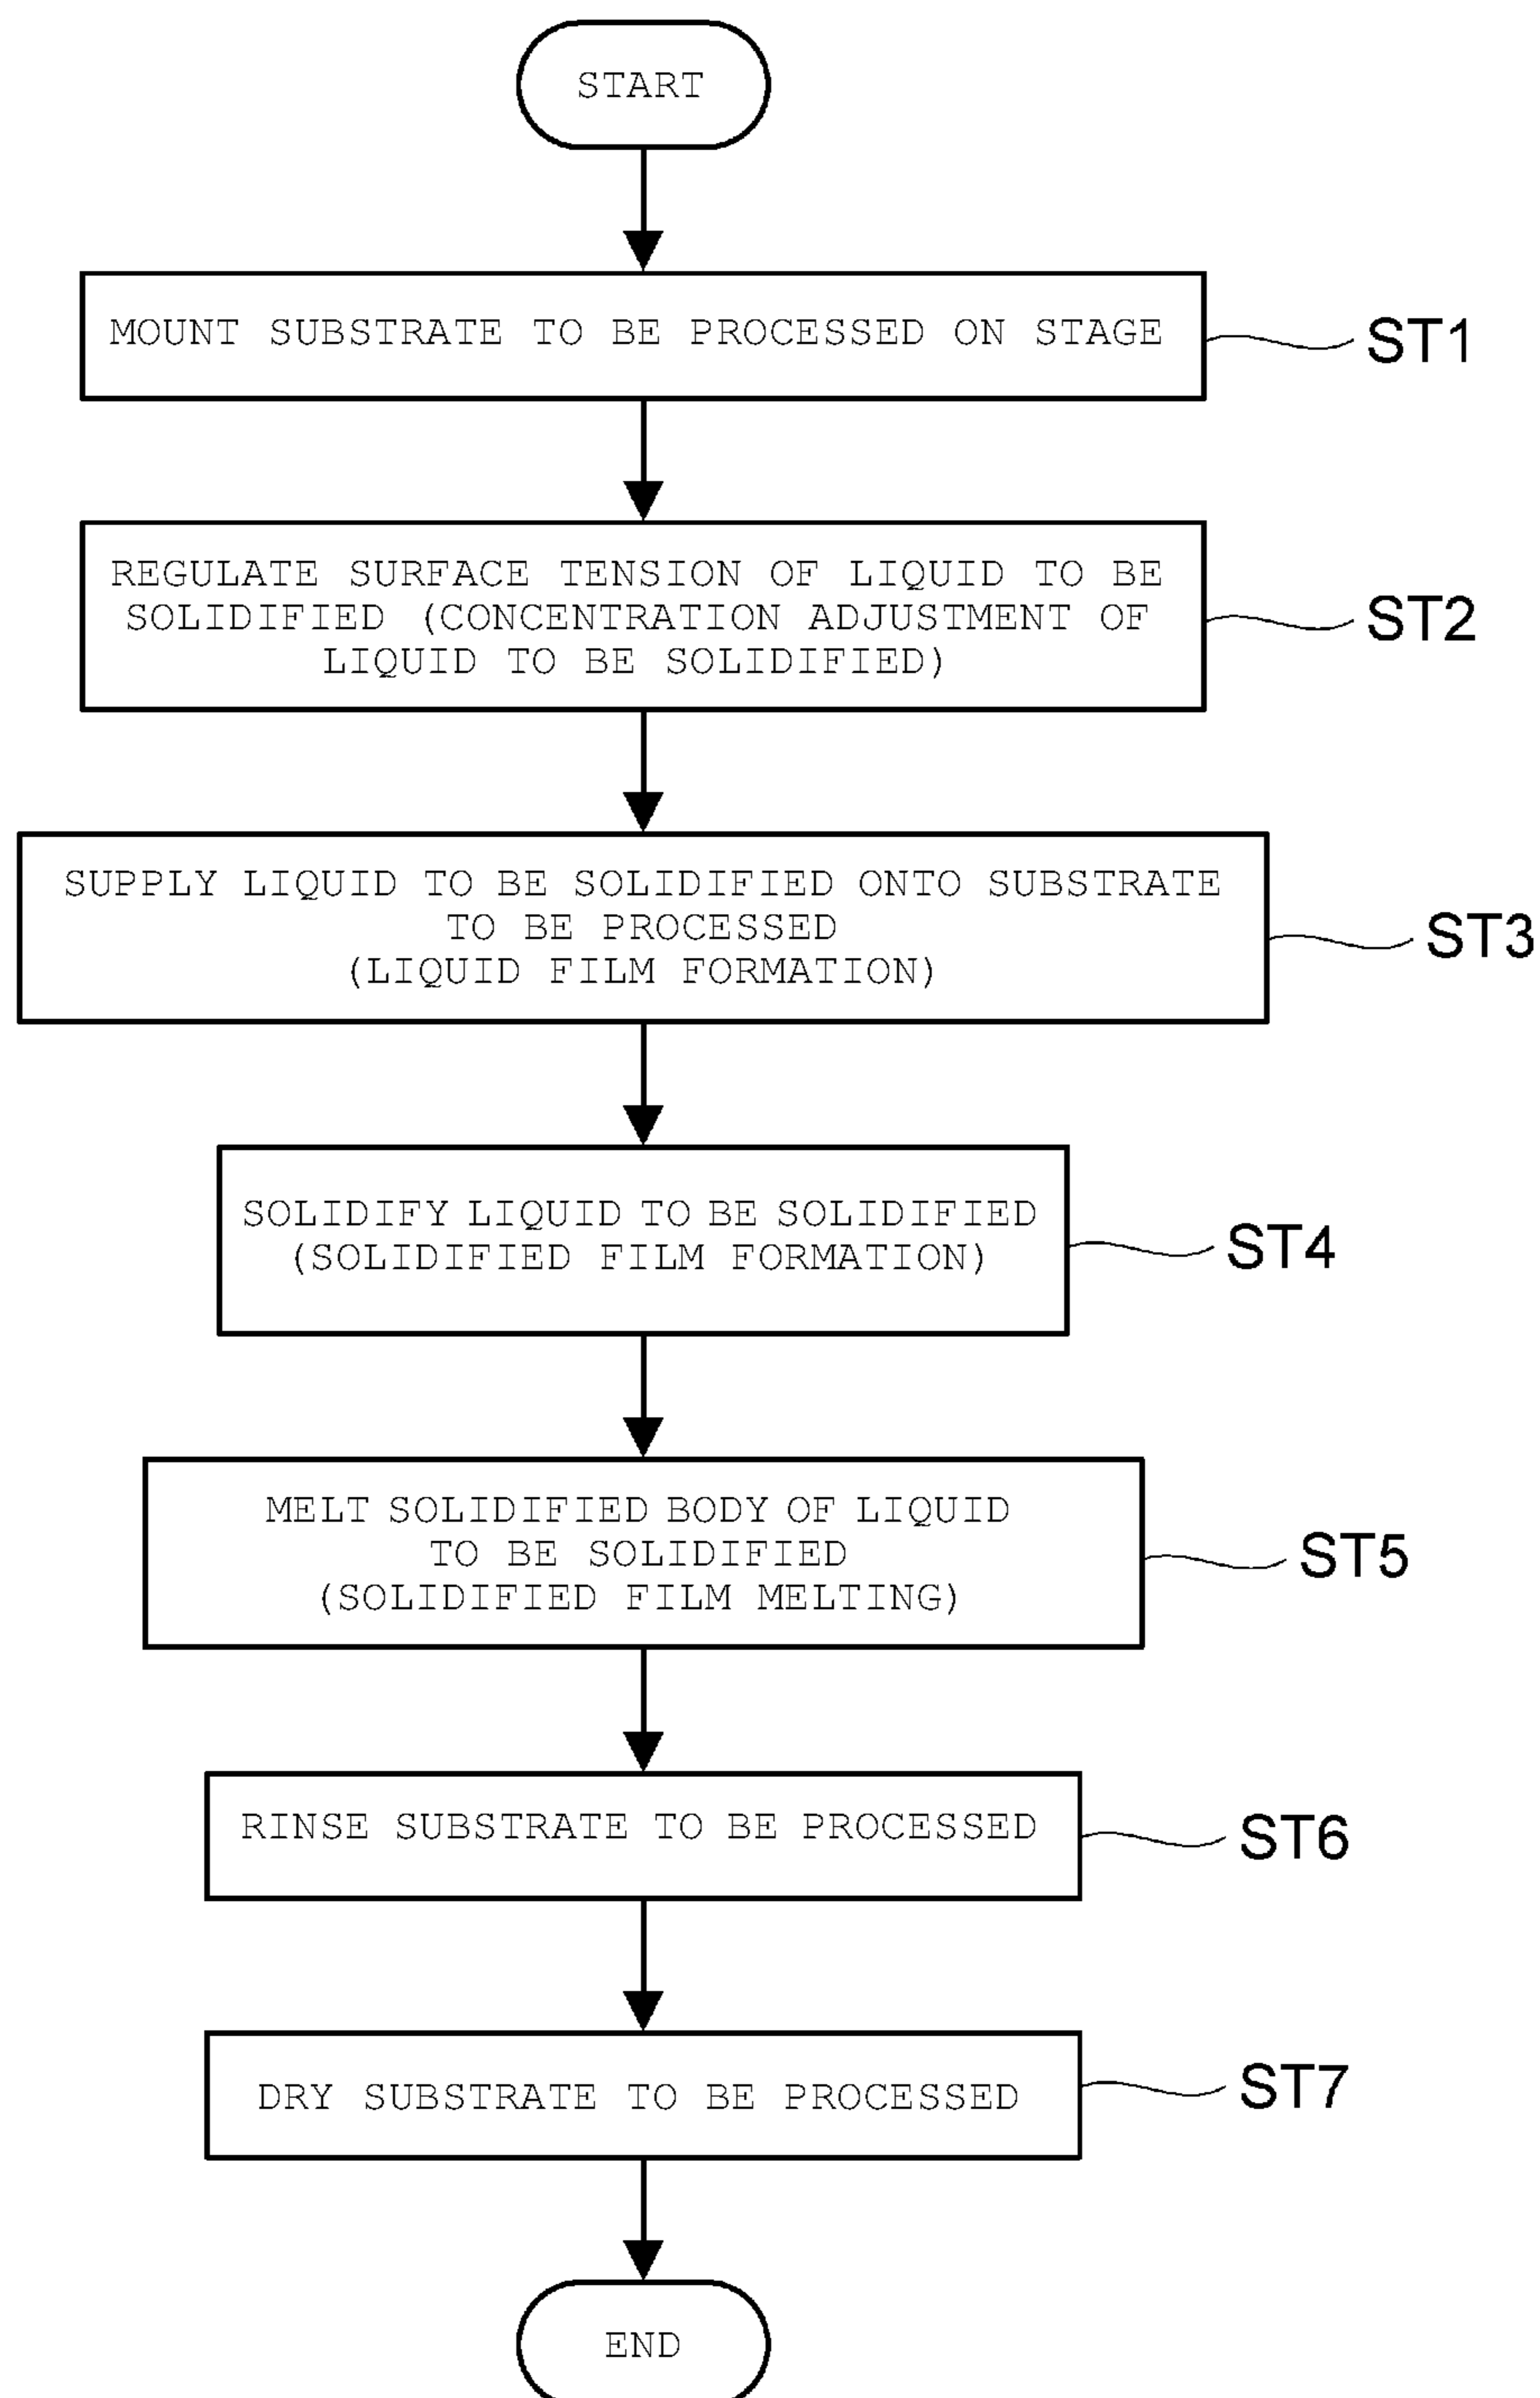 START
MOUNT SUBSTRATE TO BE PROCESSED ON STAGE
ST1
REGULATE SURFACE TENSION OF LIQUID TO BE
SOLIDIFIED (CONCENTRATION ADJUSTMENT OF
LIQUID TO BE SOLIDIFIED)
ST2
SUPPLY LIQUID TO BE SOLIDIFIED ONTO SUBSTRATE
TO BE PROCESSED
(LIQUID FILM FORMATION)
ST3
SOLIDIFY LIQUID TO BE SOLIDIFIED
(SOLIDIFIED FILM FORMATION)
ST4
MELT SOLIDIFIED BODY OF LIQUID
TO BE SOLIDIFIED
(SOLIDIFIED FILM MELTING)
ST5
RINSE SUBSTRATE TO BE PROCESSED
ST6
DRY SUBSTRATE TO BE PROCESSED
ST7
END